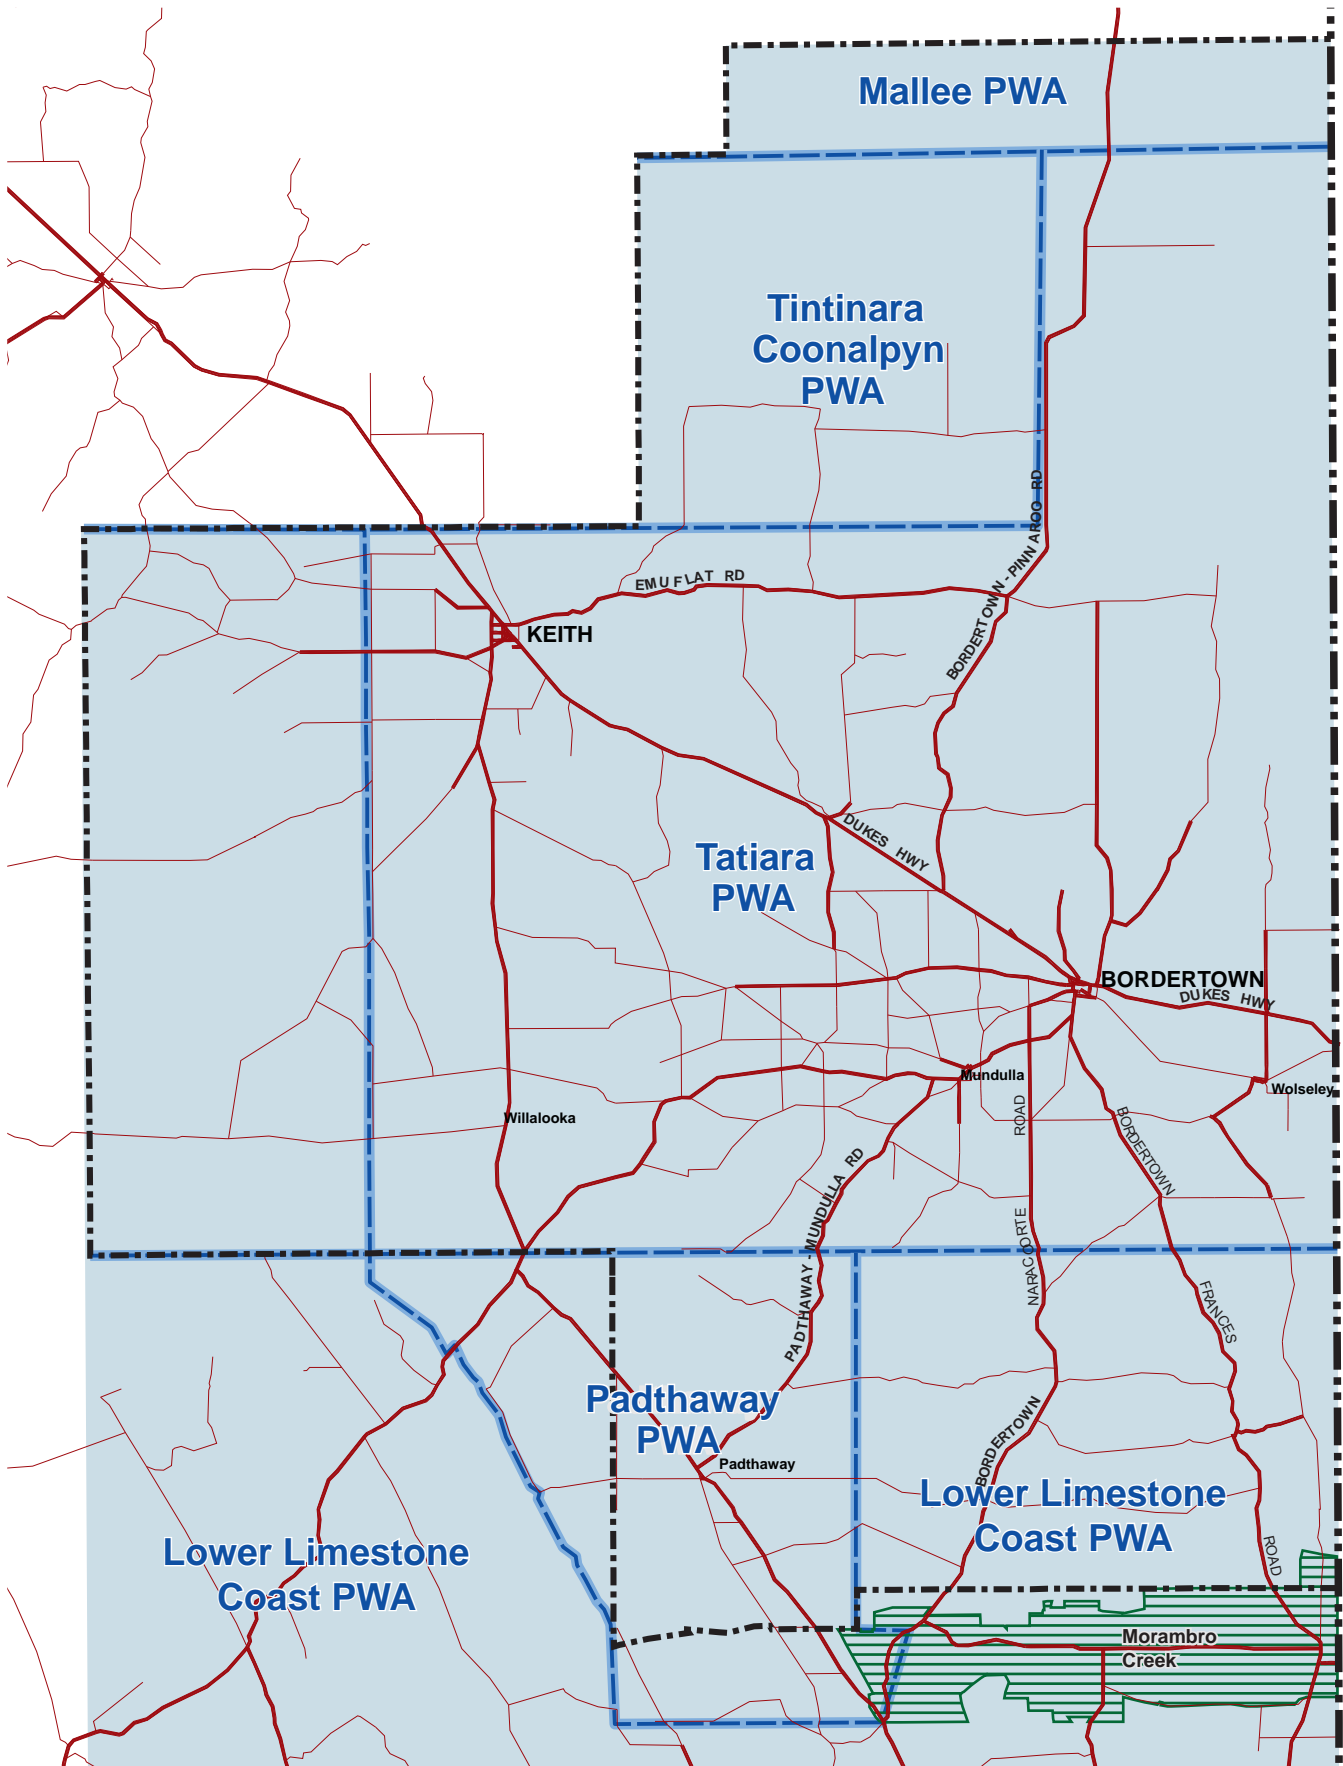 Mallee PWA
Tintinara
Coonalpyn
PWA
BORDERTOWN - PINNAROO RD
EMU FLAT RD
KEITH
DUKES HWY
Tatiara
PWA
BORDERTOWN
DUKES HWY
Mundulla
Wolseley
Willalooka
NARACOORTE ROAD
BORDERTOWN
PADTHAWAY - MUNDULLA RD
FRANCES
Padthaway
PWA
Padthaway
BORDERTOWN
Lower Limestone
Coast PWA
Lower Limestone
Coast PWA
ROAD
Morambro
Creek